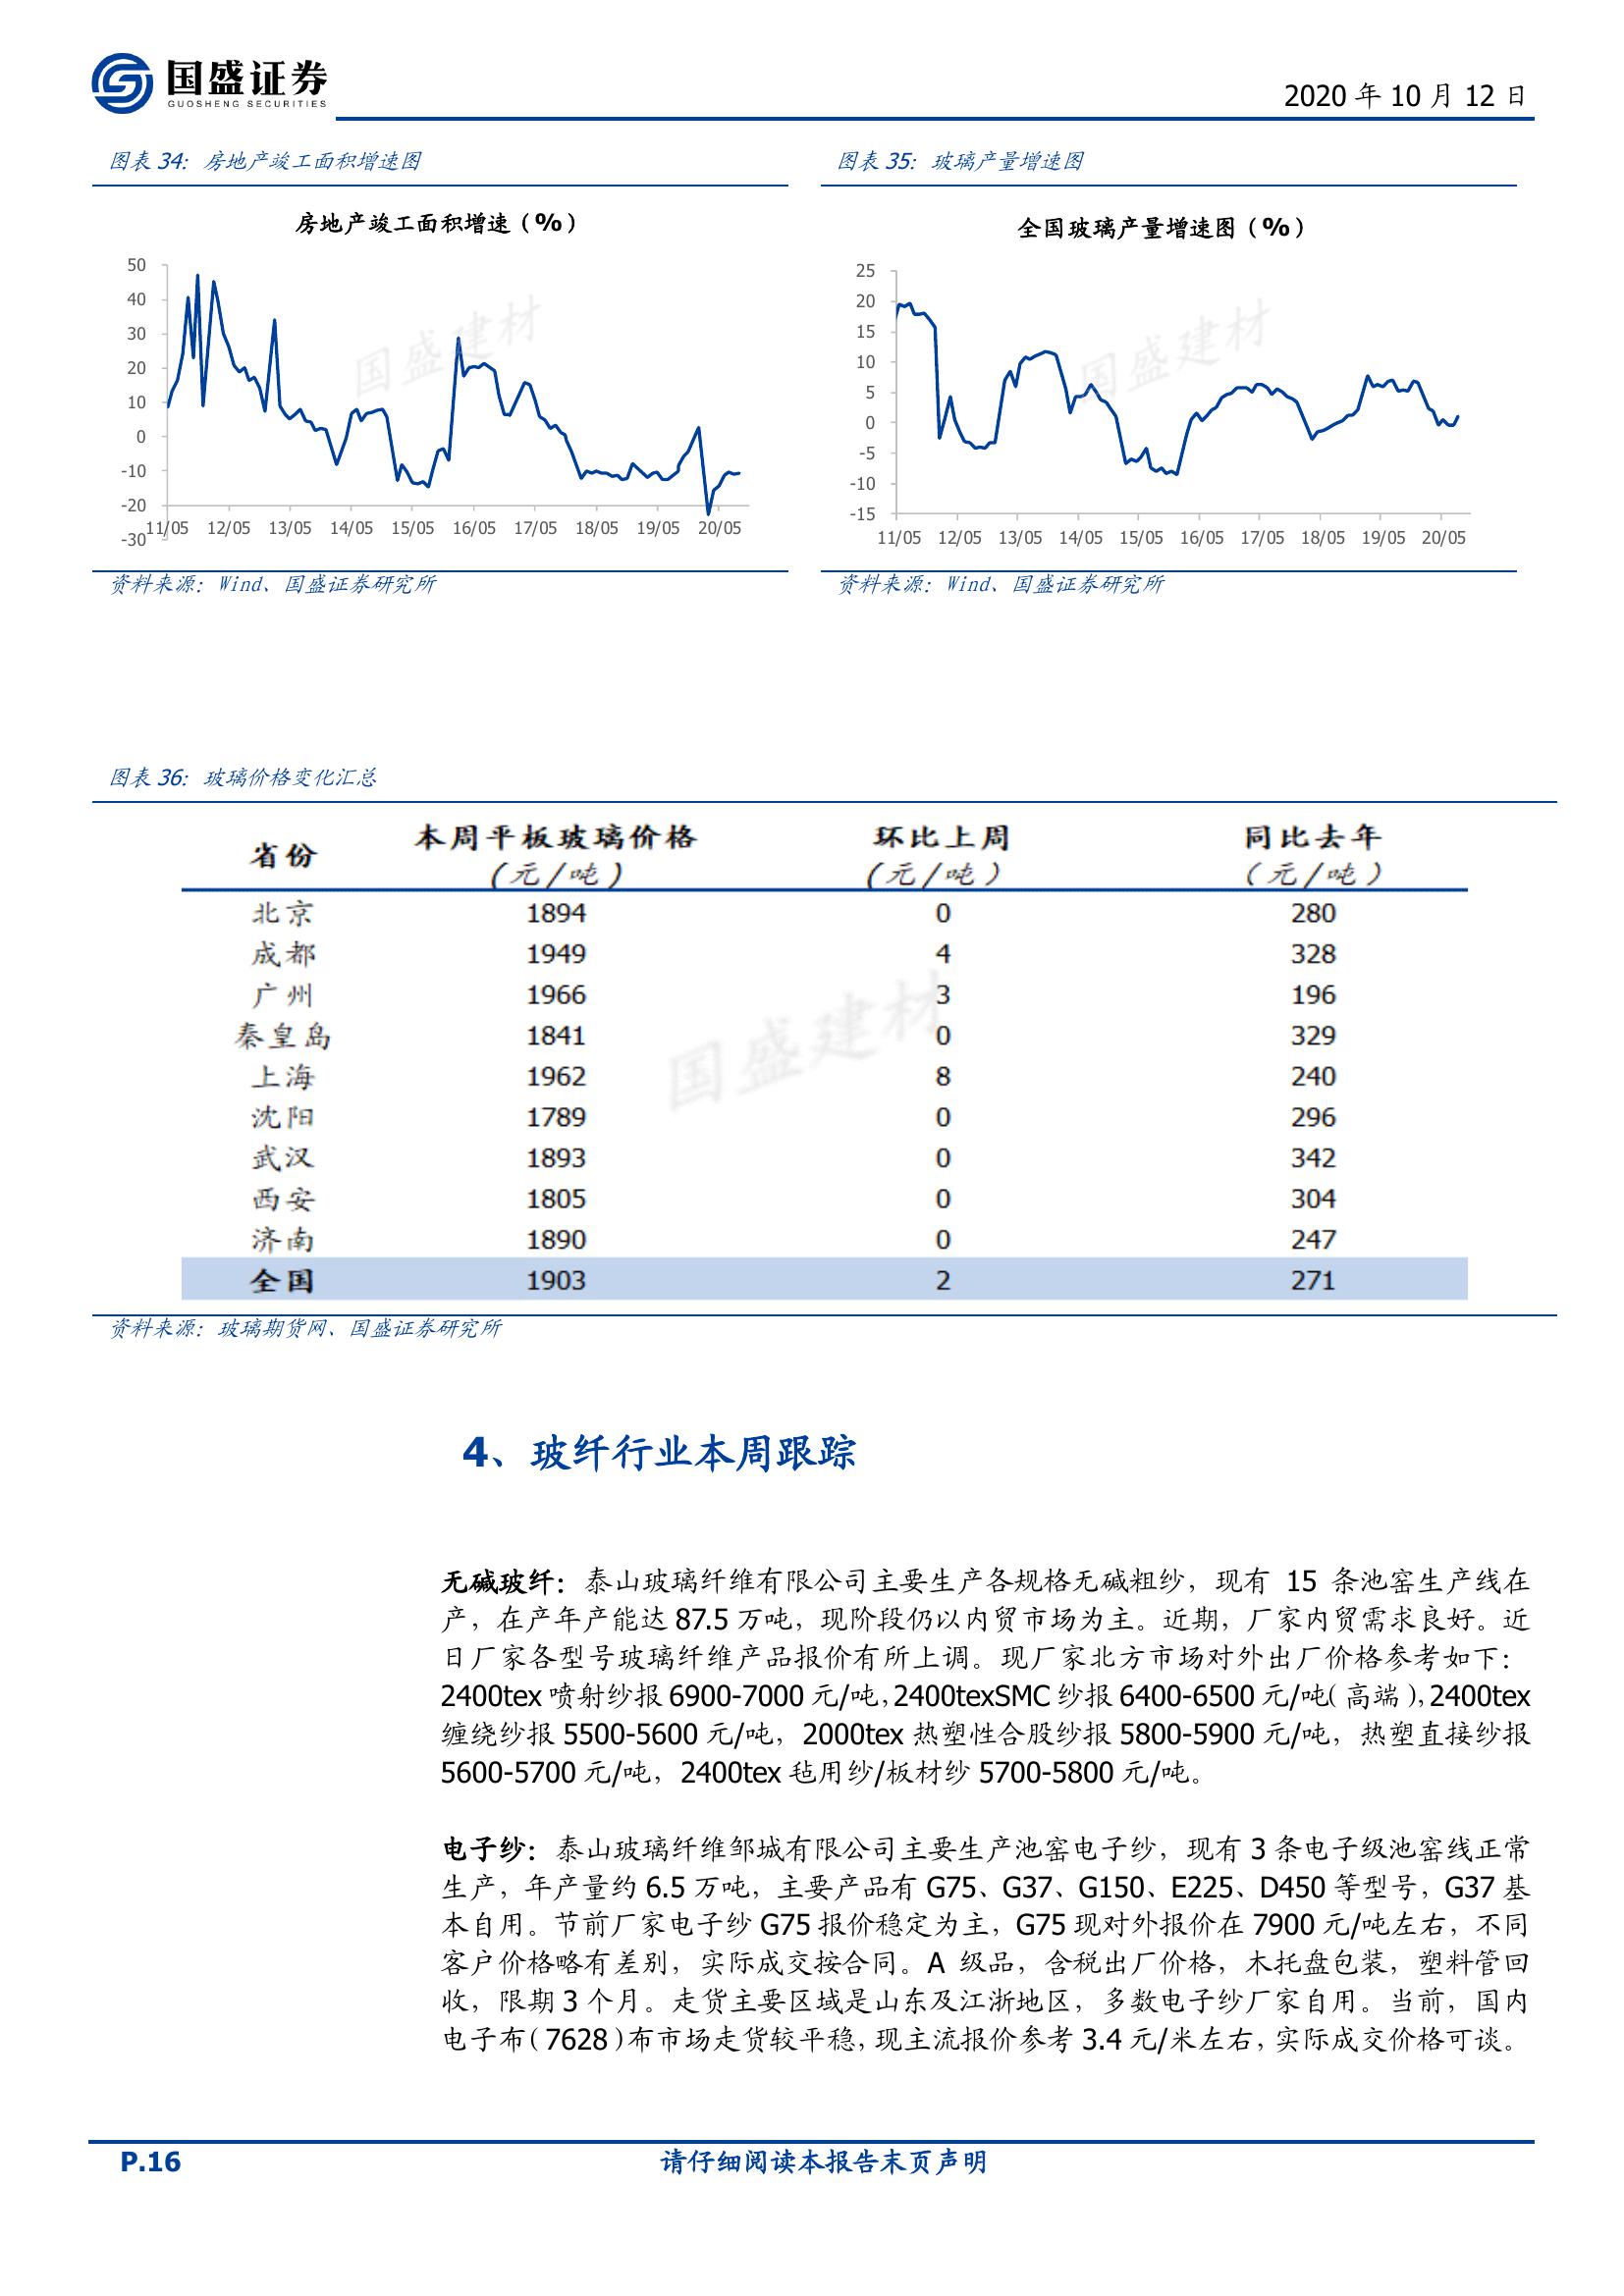 国盛证券
GUOSHENG SECURITIES
2020 年 10 月 12 日
图表 34：房地产竣工面积增速图
房地产竣工面积增速（%）
50
40
30
20
10
0
-10
-20
-30
11/05 12/05 13/05 14/05 15/05 16/05 17/05 18/05 19/05 20/05
国盛建材
资料来源：Wind、国盛证券研究所
图表 35：玻璃产量增速图
全国玻璃产量增速图（%）
25
20
15
10
5
0
-5
-10
-15
11/05 12/05 13/05 14/05 15/05 16/05 17/05 18/05 19/05 20/05
国盛建材
资料来源：Wind、国盛证券研究所
图表 36：玻璃价格变化汇总
省份 本周平板玻璃价格 环比上周 同比去年
（元/吨） （元/吨） （元/吨）
北京 1894 0 280
成都 1949 4 328
广州 1966 3 196
秦皇岛 1841 0 329
上海 1962 8 240
沈阳 1789 0 296
武汉 1893 0 342
西安 1805 0 304
济南 1890 0 247
全国 1903 2 271
国盛建材
资料来源：玻璃期货网、国盛证券研究所
4、玻纤行业本周跟踪
无碱玻纤：泰山玻璃纤维有限公司主要生产各规格无碱粗纱，现有 15 条池窑生产线在
产，在产年产能达 87.5 万吨，现阶段仍以内贸市场为主。近期，厂家内贸需求良好。近
日厂家各型号玻璃纤维产品报价有所上调。现厂家北方市场对外出厂价格参考如下：
2400tex 喷射纱报 6900-7000 元/吨，2400texSMC 纱报 6400-6500 元/吨（高端），2400tex
缠绕纱报 5500-5600 元/吨，2000tex 热塑性合股纱报 5800-5900 元/吨，热塑直接纱报
5600-5700 元/吨，2400tex 毡用纱/板材纱 5700-5800 元/吨。
电子纱：泰山玻璃纤维邹城有限公司主要生产池窑电子纱，现有 3 条电子级池窑线正常
生产，年产量约 6.5 万吨，主要产品有 G75、G37、G150、E225、D450 等型号，G37 基
本自用。节前厂家电子纱 G75 报价稳定为主，G75 现对外报价在 7900 元/吨左右，不同
客户价格略有差别，实际成交按合同。A 级品，含税出厂价格，木托盘包装，塑料管回
收，限期 3 个月。走货主要区域是山东及江浙地区，多数电子纱厂家自用。当前，国内
电子布（7628）布市场走货较平稳，现主流报价参考 3.4 元/米左右，实际成交价格可谈。
P.16
请仔细阅读本报告末页声明